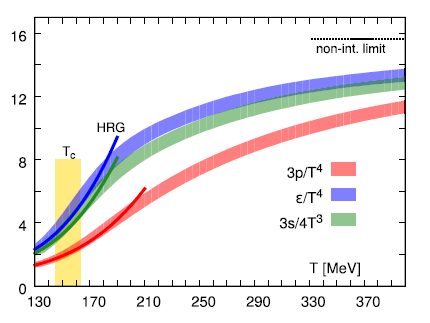 16
non-int. limit
12
HRG
Tc
8
3p/T⁴
ε/T⁴
4
3s/4T³
T [MeV]
0
130 170 210 250 290 330 370